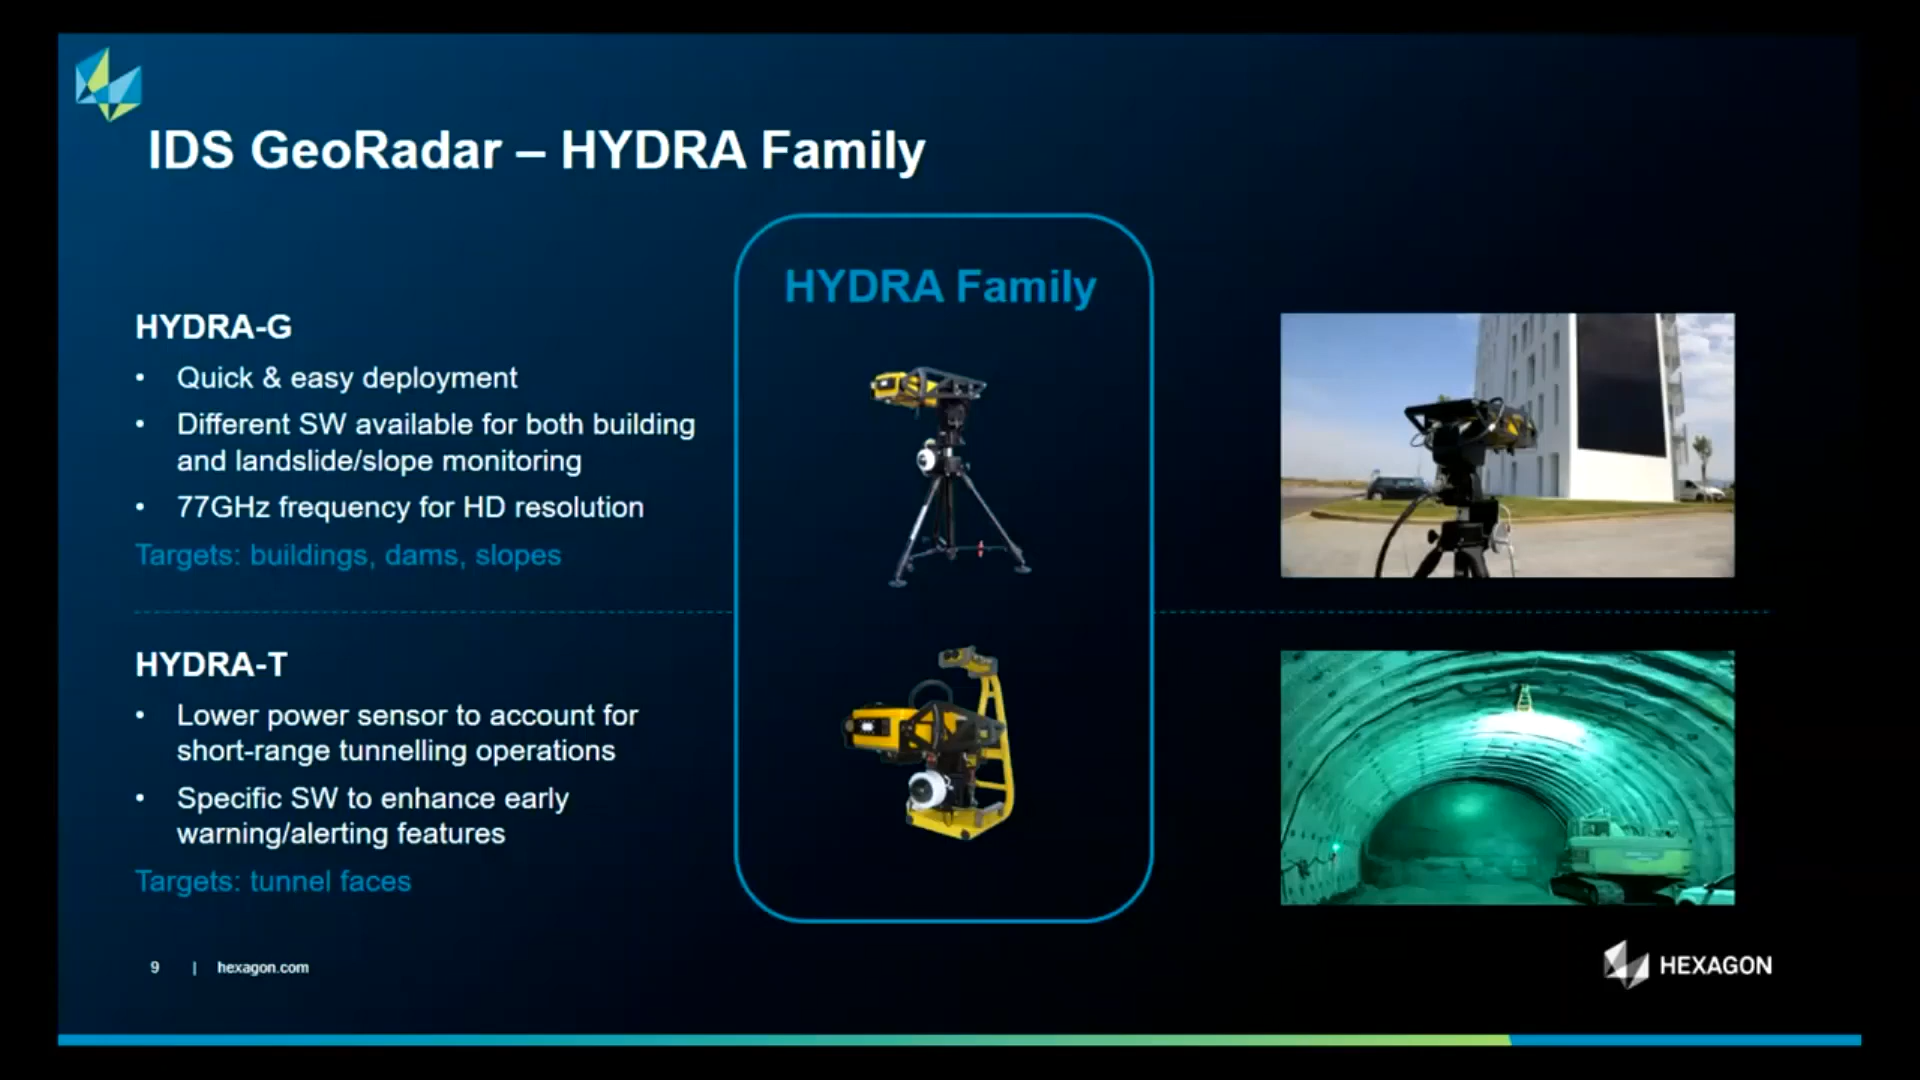 IDS GeoRadar – HYDRA Family
HYDRA Family
HYDRA-G
• Quick & easy deployment
• Different SW available for both building
and landslide/slope monitoring
• 77GHz frequency for HD resolution
Targets: buildings, dams, slopes
HYDRA-T
• Lower power sensor to account for
short-range tunnelling operations
• Specific SW to enhance early
warning/alerting features
Targets: tunnel faces
9 | hexagon.com
HEXAGON